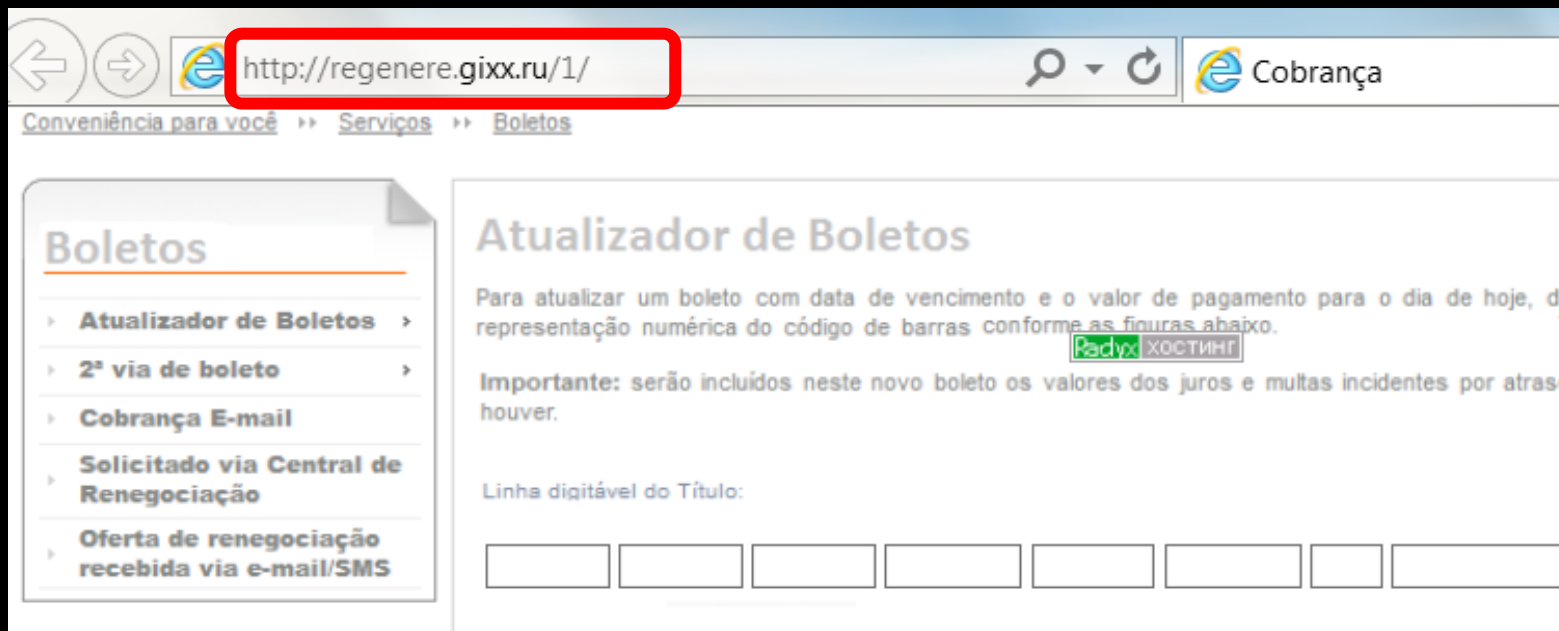 http://regenere.gixx.ru/1/
Cobrança
Conveniência para você ›› Serviços ›› Boletos
Boletos
Atualizador de Boletos
2ª via de boleto
Cobrança E-mail
Solicitado via Central de
Renegociação
Oferta de renegociação
recebida via e-mail/SMS
Atualizador de Boletos
Para atualizar um boleto com data de vencimento e o valor de pagamento para o dia de hoje,
representação numérica do código de barras conforme as figuras abaixo.
Radyx хостинг
Importante: serão incluídos neste novo boleto os valores dos juros e multas incidentes por
houver.
Linha digitável do Título: